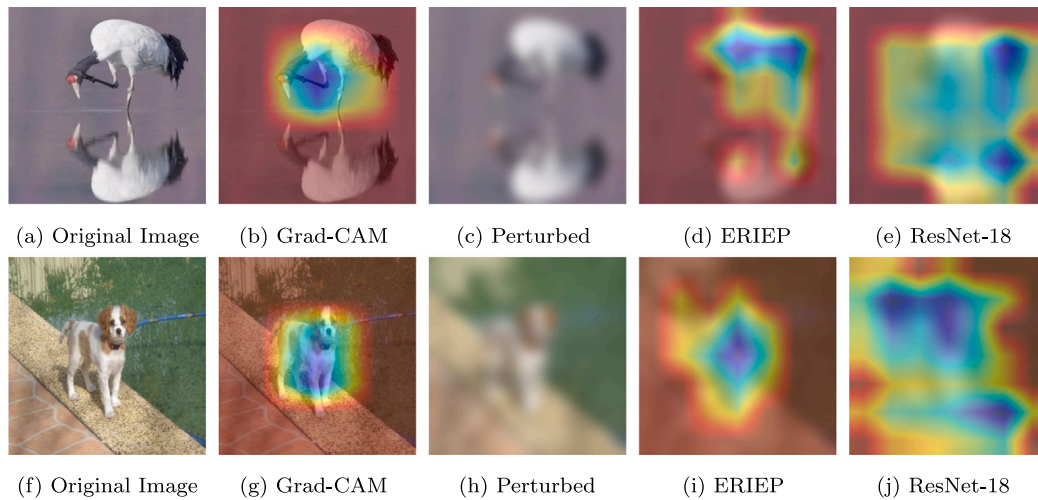 (a) Original Image (b) Grad-CAM (c) Perturbed (d) ERIEP (e) ResNet-18
(f) Original Image (g) Grad-CAM (h) Perturbed (i) ERIEP (j) ResNet-18